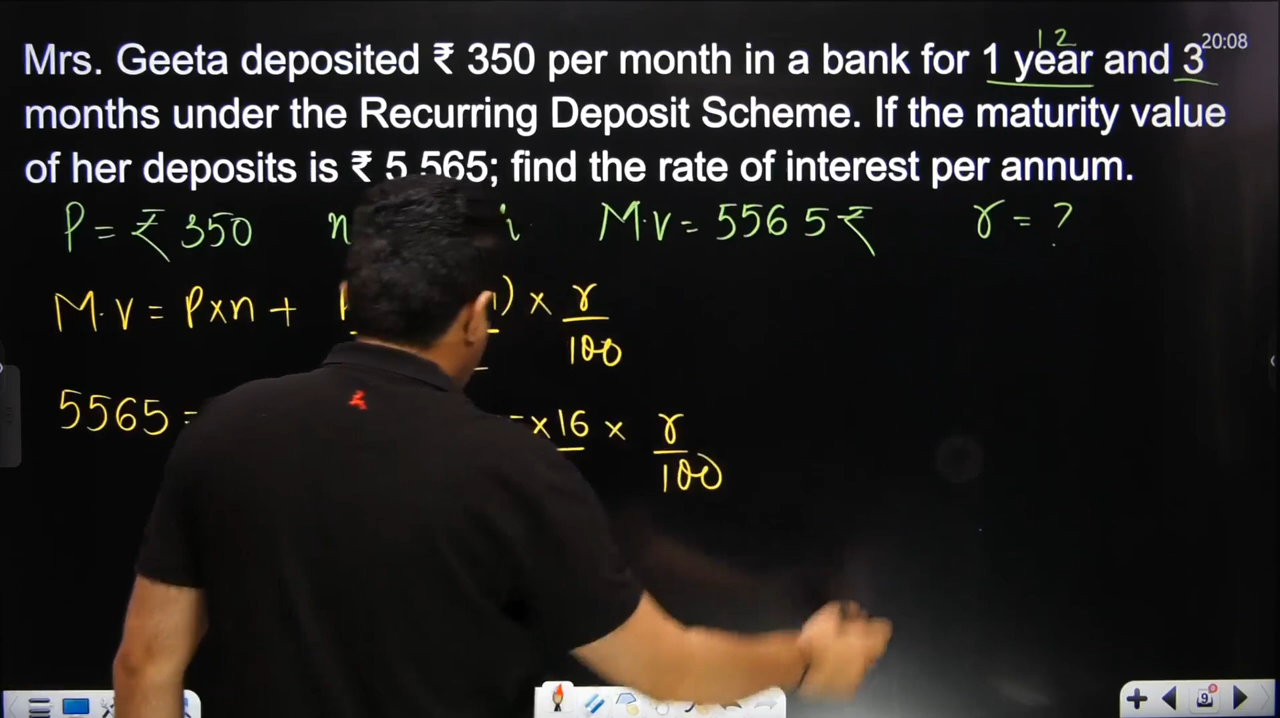 20:08
12
Mrs. Geeta deposited ₹ 350 per month in a bank for 1 year and 3
months under the Recurring Deposit Scheme. If the maturity value
of her deposits is ₹ 5,565; find the rate of interest per annum.
P = ₹ 350 n M.V = 5565 ₹ r = ?
M.V = P×n + ) × r/100
5565 = × 16 × r/100
9